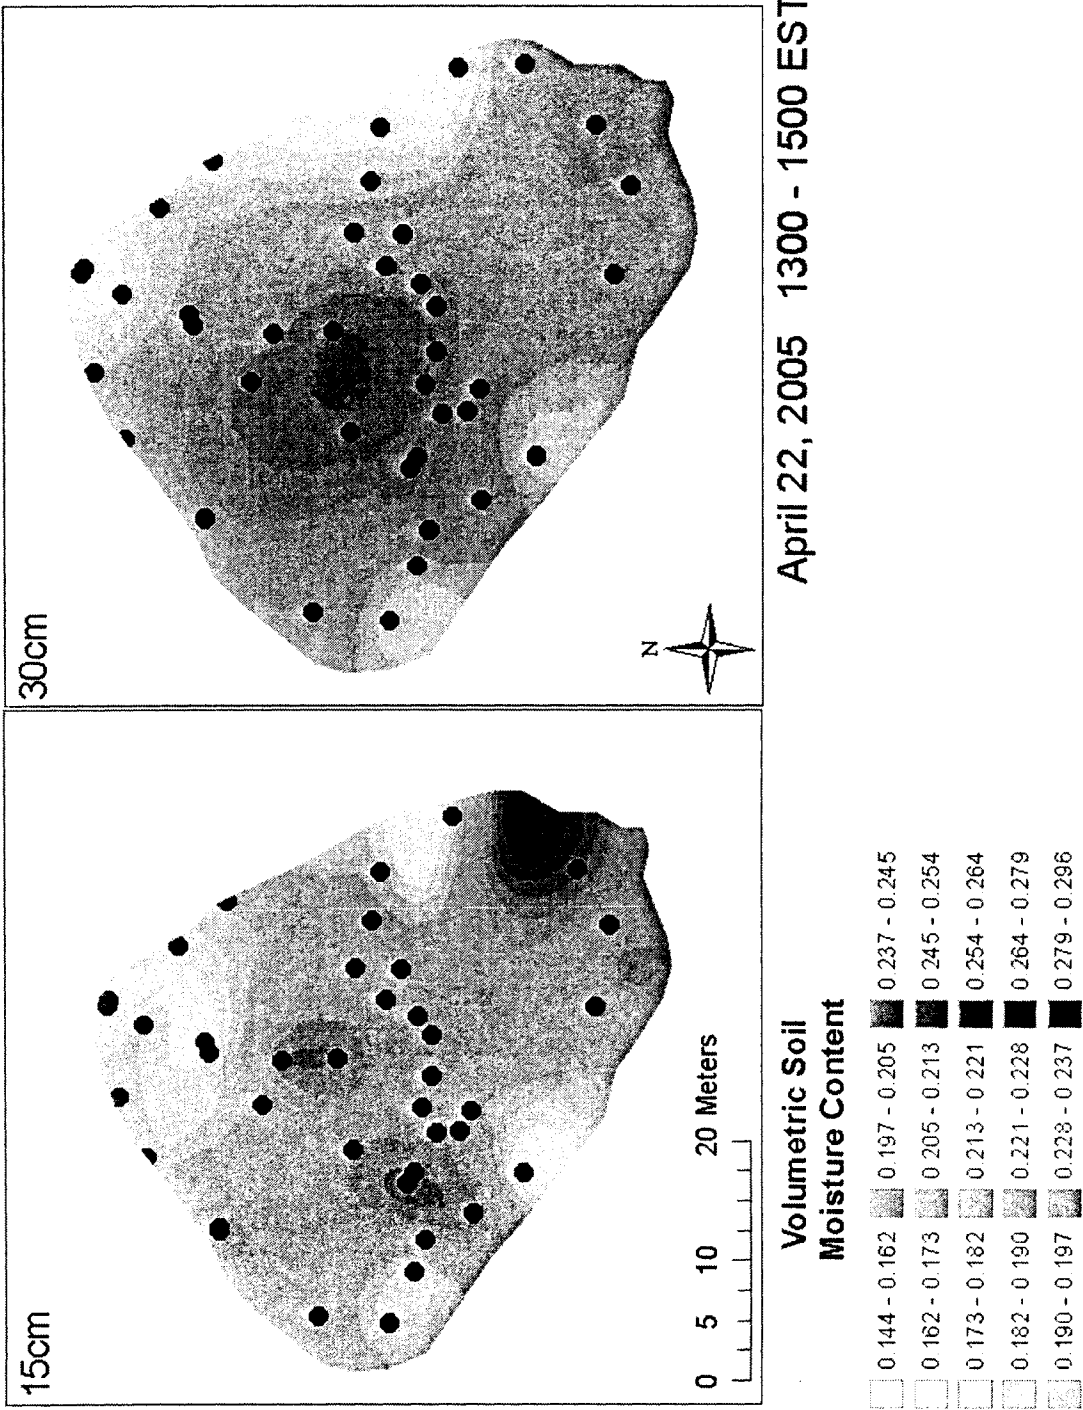 15cm
30cm
N
0 5 10 20 Meters
April 22, 2005 1300 - 1500 EST
Volumetric Soil
Moisture Content
0.144 - 0.162 0.197 - 0.205 0.237 - 0.245
0.162 - 0.173 0.205 - 0.213 0.245 - 0.254
0.173 - 0.182 0.213 - 0.221 0.254 - 0.264
0.182 - 0.190 0.221 - 0.228 0.264 - 0.279
0.190 - 0.197 0.228 - 0.237 0.279 - 0.296